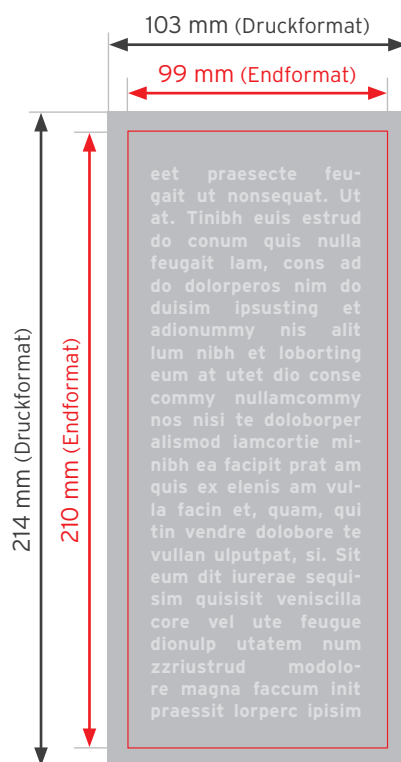 103 mm (Druckformat)
99 mm (Endformat)
214 mm (Druckformat)
210 mm (Endformat)
eet praesecte feu-
gait ut nonsequat. Ut
at. Tinibh euis estrud
do conum quis nulla
feugait lam, cons ad
do dolorperos nim do
duisim ipsusting et
adionummy nis alit
lum nibh et loborting
eum at utet dio conse
commy nullamcommy
nos nisi te doloborper
alismod iamcortie mi-
nibh ea facipit prat am
quis ex elenis am vul-
la facin et, quam, qui
tin vendre dolobore te
vullan ulputpat, si. Sit
eum dit iurerae sequi-
sim quisisit veniscilla
core vel ute feugue
dionulp utatem num
zzriustrud modolo-
re magna faccum init
praessit lorperc ipisim